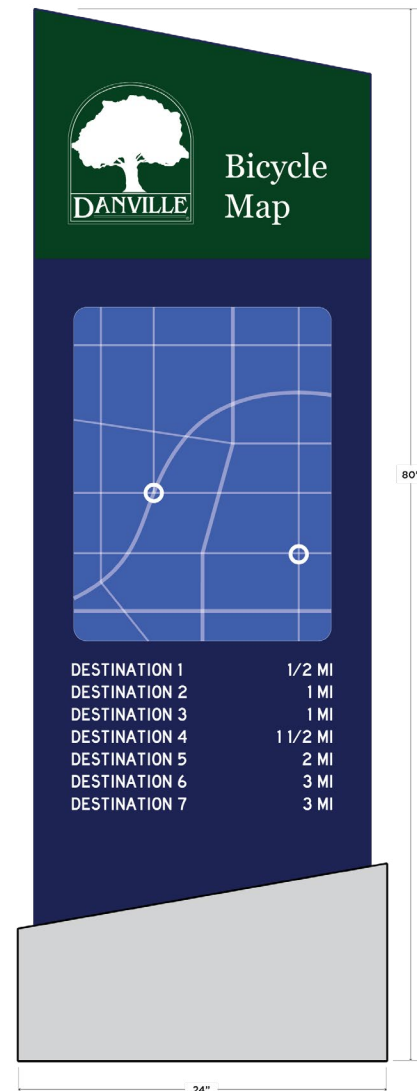 Bicycle
Map
DANVILLE
DESTINATION 1 1/2 MI
DESTINATION 2 1 MI
DESTINATION 3 1 MI
DESTINATION 4 1 1/2 MI
DESTINATION 5 2 MI
DESTINATION 6 3 MI
DESTINATION 7 3 MI
80"
24"